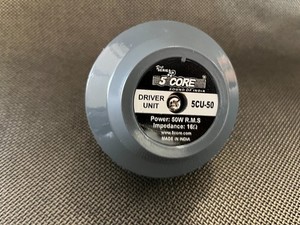 5 CORE
SOUND OF INDIA
DRIVER UNIT
5CU-50
Power: 50W R.M.S
Impedance: 16Ω
www.5core.com
MADE IN INDIA